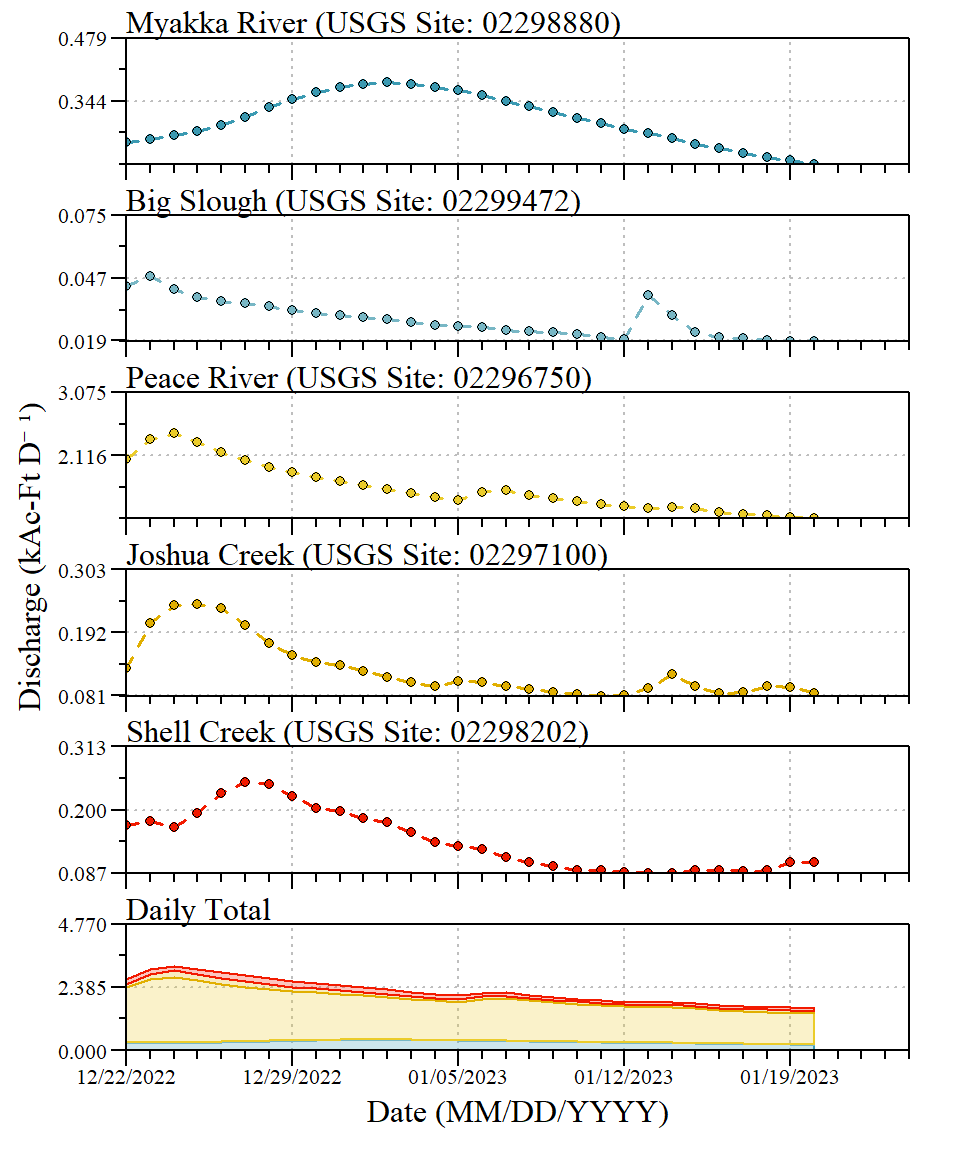 Myakka River (USGS Site: 02298880)
0.479
0.344
Big Slough (USGS Site: 02299472)
0.075
0.047
0.019
Peace River (USGS Site: 02296750)
3.075
2.116
Joshua Creek (USGS Site: 02297100)
0.303
0.192
0.081
Shell Creek (USGS Site: 02298202)
0.313
0.200
0.087
Daily Total
4.770
2.385
0.000
Discharge (kAc-Ft D⁻¹)
12/22/2022 12/29/2022 01/05/2023 01/12/2023 01/19/2023
Date (MM/DD/YYYY)